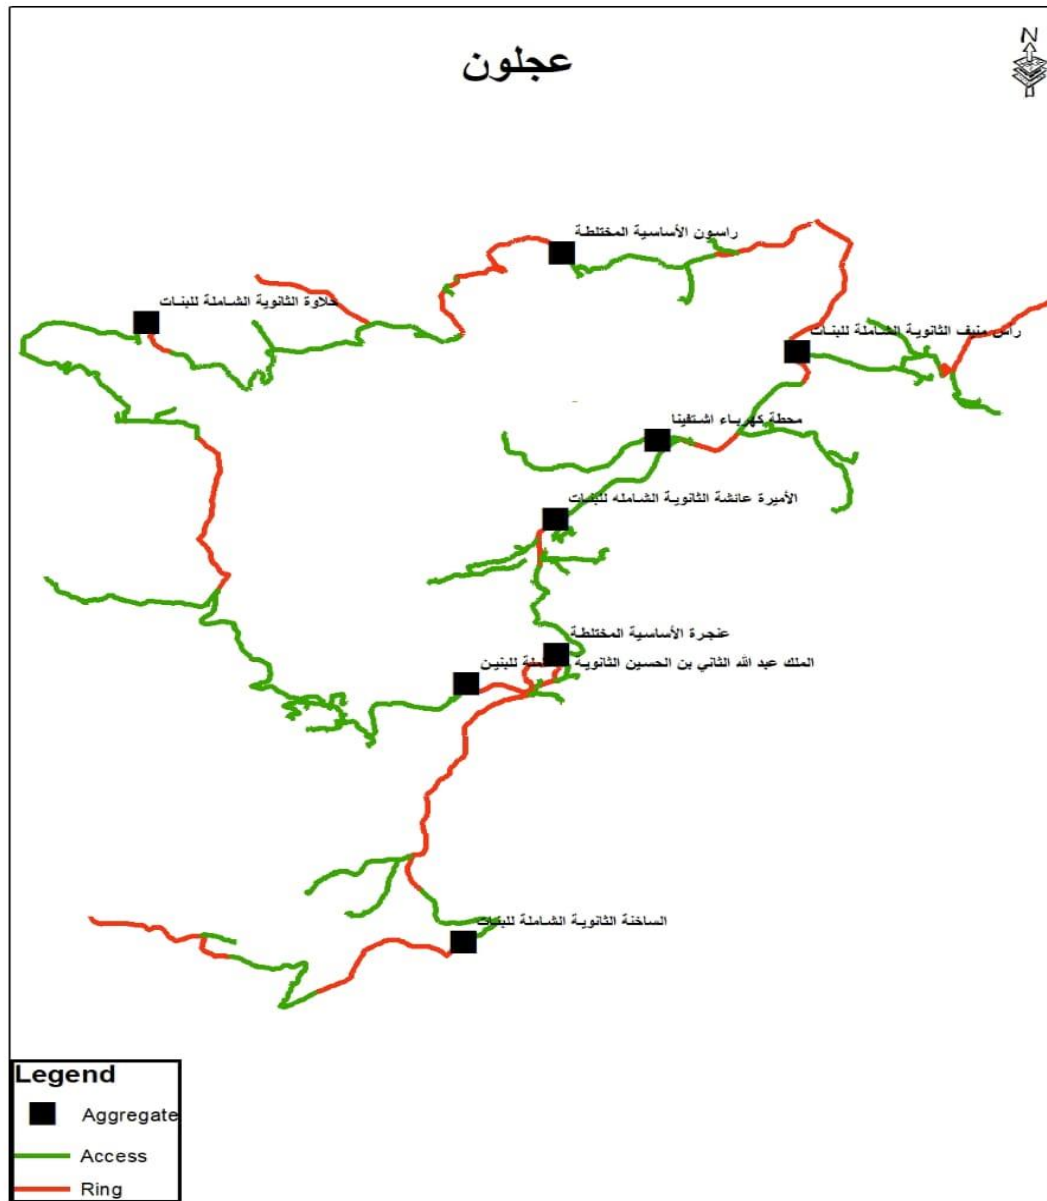 عجلون
N
راسون الأساسية المختلطة
حلاوة الثانوية الشاملة للبنات
راس منيف الثانوية الشاملة للبنات
محطة كهرباء اشتفينا
الأميرة عائشة الثانوية الشامله للبنات
عنجرة الأساسية المختلطة
الملك عبد الله الثاني بن الحسين الثانوية الشاملة للبنين
الساخنة الثانوية الشاملة للبنات
Legend
Aggregate
Access
Ring